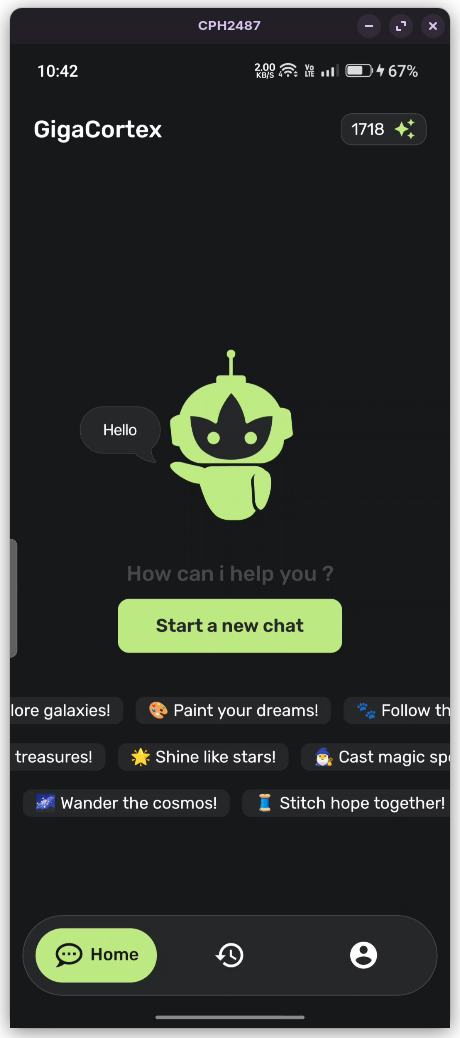 CPH2487
10:42
2.00 KB/S
Vo LTE
67%
GigaCortex
1718
Hello
How can i help you ?
Start a new chat
lore galaxies!
Paint your dreams!
Follow th
treasures!
Shine like stars!
Cast magic spe
Wander the cosmos!
Stitch hope together!
Home